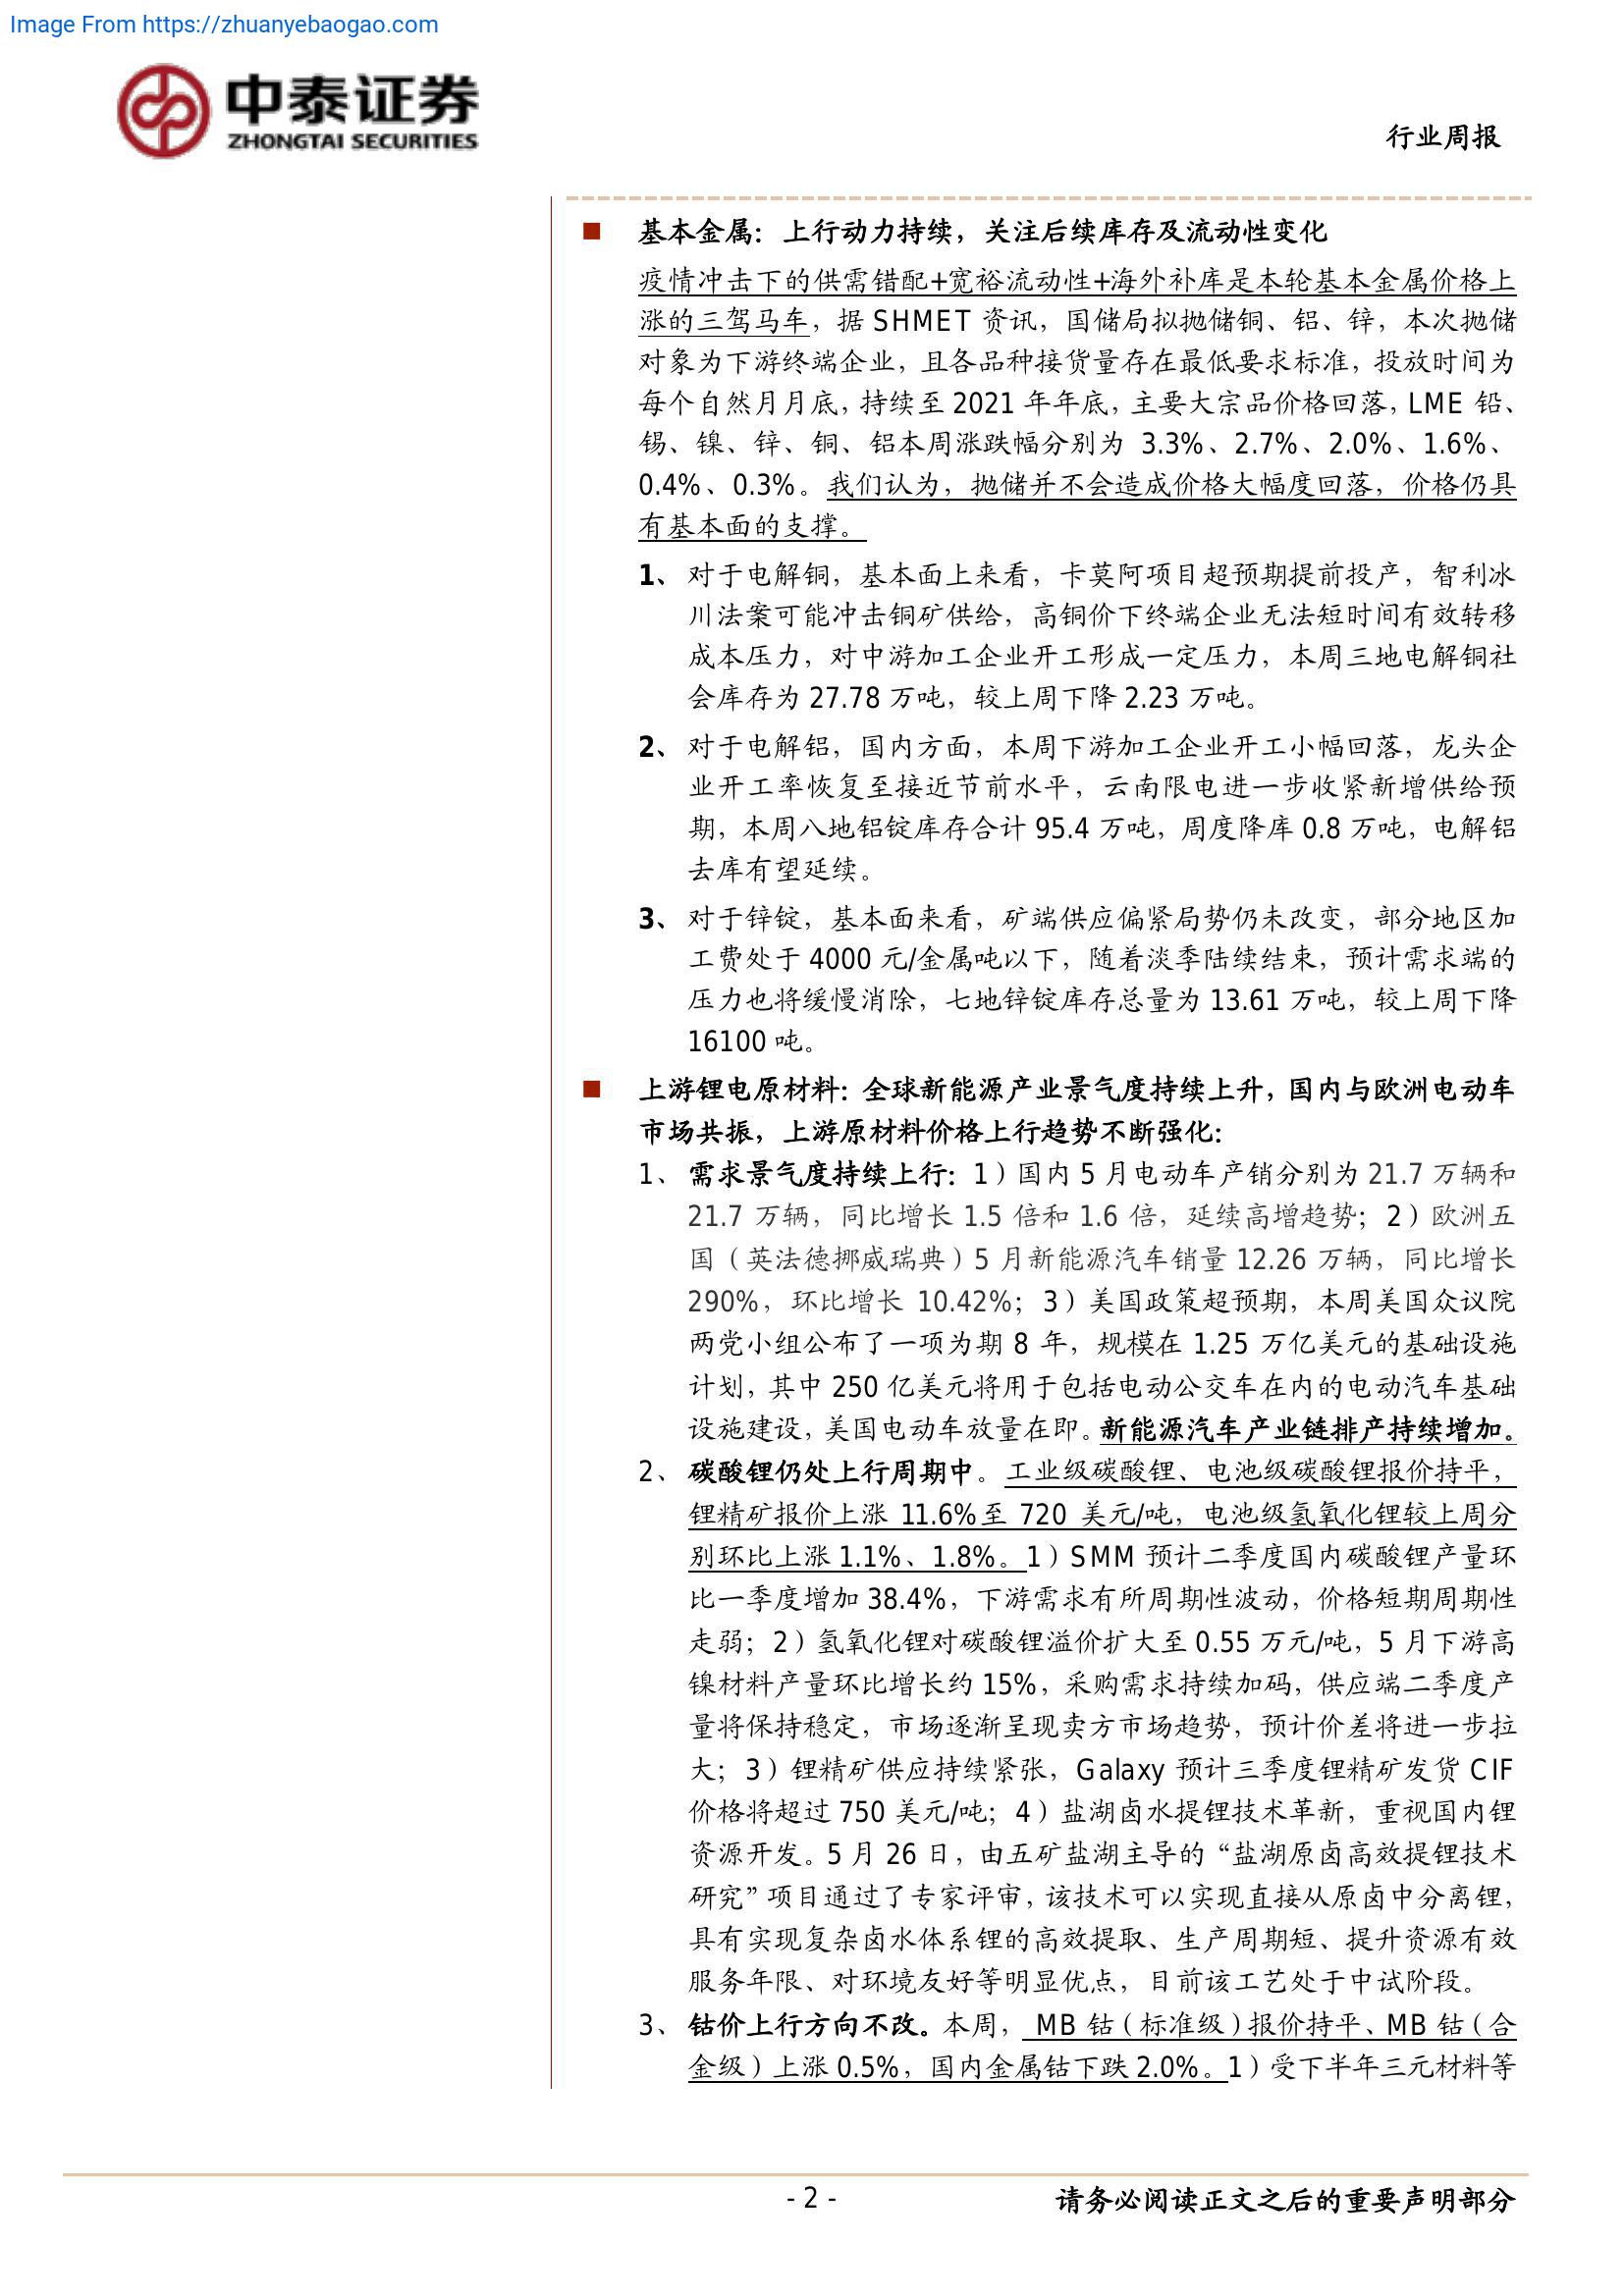 Image From https://zhuanyebaogao.com
中泰证券
ZHONGTAI SECURITIES
行业周报
基本金属：上行动力持续，关注后续库存及流动性变化
疫情冲击下的供需错配+宽裕流动性+海外补库是本轮基本金属价格上
涨的三驾马车，据 SHMET 资讯，国储局拟抛储铜、铝、锌，本次抛储
对象为下游终端企业，且各品种接货量存在最低要求标准，投放时间为
每个自然月月底，持续至 2021 年年底，主要大宗品价格回落，LME 铅、
锡、镍、锌、铜、铝本周涨跌幅分别为 3.3%、2.7%、2.0%、1.6%、
0.4%、0.3%。我们认为，抛储并不会造成价格大幅度回落，价格仍具
有基本面的支撑。
1、对于电解铜，基本面上来看，卡莫阿项目超预期提前投产，智利冰
川法案可能冲击铜矿供给，高铜价下终端企业无法短时间有效转移
成本压力，对中游加工企业开工形成一定压力，本周三地电解铜社
会库存为 27.78 万吨，较上周下降 2.23 万吨。
2、对于电解铝，国内方面，本周下游加工企业开工小幅回落，龙头企
业开工率恢复至接近节前水平，云南限电进一步收紧新增供给预
期，本周八地铝锭库存合计 95.4 万吨，周度降库 0.8 万吨，电解铝
去库有望延续。
3、对于锌锭，基本面来看，矿端供应偏紧局势仍未改变，部分地区加
工费处于 4000 元/金属吨以下，随着淡季陆续结束，预计需求端的
压力也将缓慢消除，七地锌锭库存总量为 13.61 万吨，较上周下降
16100 吨。
上游锂电原材料：全球新能源产业景气度持续上升，国内与欧洲电动车
市场共振，上游原材料价格上行趋势不断强化：
1、需求景气度持续上行：1）国内 5 月电动车产销分别为 21.7 万辆和
21.7 万辆，同比增长 1.5 倍和 1.6 倍，延续高增趋势；2）欧洲五
国（英法德挪威瑞典）5 月新能源汽车销量 12.26 万辆，同比增长
290%，环比增长 10.42%；3）美国政策超预期，本周美国众议院
两党小组公布了一项为期 8 年，规模在 1.25 万亿美元的基础设施
计划，其中 250 亿美元将用于包括电动公交车在内的电动汽车基础
设施建设，美国电动车放量在即。新能源汽车产业链排产持续增加。
2、碳酸锂仍处上行周期中。工业级碳酸锂、电池级碳酸锂报价持平，
锂精矿报价上涨 11.6%至 720 美元/吨，电池级氢氧化锂较上周分
别环比上涨 1.1%、1.8%。1）SMM 预计二季度国内碳酸锂产量环
比一季度增加 38.4%，下游需求有所周期性波动，价格短期周期性
走弱；2）氢氧化锂对碳酸锂溢价扩大至 0.55 万元/吨，5 月下游高
镍材料产量环比增长约 15%，采购需求持续加码，供应端二季度产
量将保持稳定，市场逐渐呈现卖方市场趋势，预计价差将进一步拉
大；3）锂精矿供应持续紧张，Galaxy 预计三季度锂精矿发货 CIF
价格将超过 750 美元/吨；4）盐湖卤水提锂技术革新，重视国内锂
资源开发。5 月 26 日，由五矿盐湖主导的“盐湖原卤高效提锂技术
研究”项目通过了专家评审，该技术可以实现直接从原卤中分离锂，
具有实现复杂卤水体系锂的高效提取、生产周期短、提升资源有效
服务年限、对环境友好等明显优点，目前该工艺处于中试阶段。
3、钴价上行方向不改。本周， MB 钴（标准级）报价持平、MB 钴（合
金级）上涨 0.5%，国内金属钴下跌 2.0%。1）受下半年三元材料等
- 2 -
请务必阅读正文之后的重要声明部分